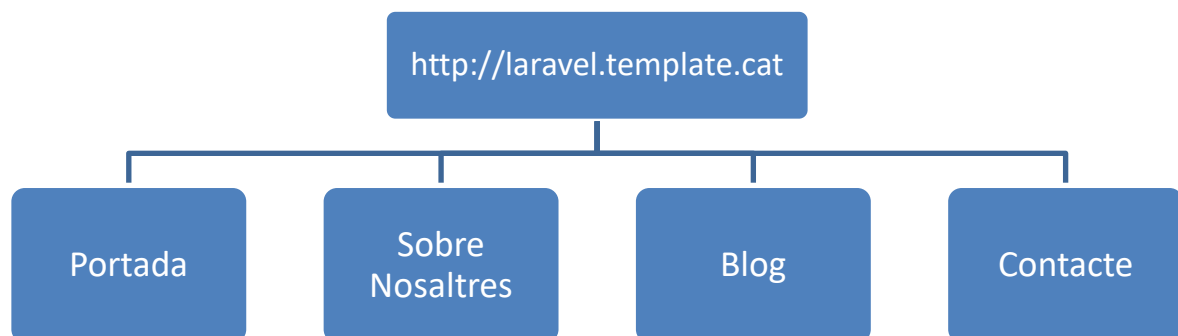 http://laravel.template.cat
Portada
Sobre
Nosaltres
Blog
Contacte